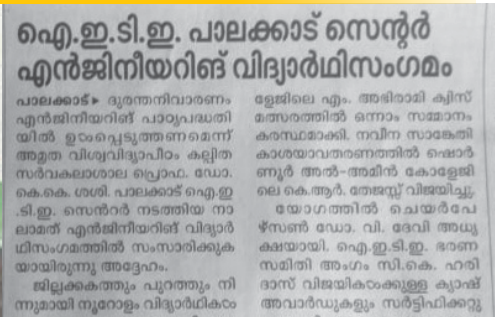 ഐ.ഇ.ടി.ഇ. പാലക്കാട് സെന്റർ
എൻജിനീയറിങ് വിദ്യാർഥിസംഗമം
പാലക്കാട് ▸ ദുരന്തനിവാരണം
എൻജിനീയറിങ് പാഠ്യപദ്ധതി
യിൽ ഉൾപ്പെടുത്തണമെന്ന്
അമൃത വിശ്വവിദ്യാപീഠം കല്പിത
സർവകലാശാല പ്രൊഫ. ഡോ.
കെ.കെ. ശശി. പാലക്കാട് ഐ.ഇ
.ടി.ഇ. സെന്റർ നടത്തിയ നാ
ലാമത് എൻജിനീയറിങ് വിദ്യാർ
ഥിസംഗമത്തിൽ സംസാരിക്കുക
യായിരുന്നു അദ്ദേഹം.
ജില്ലക്കകത്തും പുറത്തും നി
ന്നുമായി നൂറോളം വിദ്യാർഥികൾ
ളേജിലെ എം. അഭിരാമി ക്വിസ്
മത്സരത്തിൽ ഒന്നാം സമ്മാനം
കരസ്ഥമാക്കി. നവീന സാങ്കേതി
കാശയാവതരണത്തിൽ ഷൊർ
ണൂർ അൽ-അമീൻ കോളേജി
ലെ കെ.ആർ. തേജസ്സ് വിജയിച്ചു.
യോഗത്തിൽ ചെയർപേ
ഴ്സൺ ഡോ. വി. ദേവി അധ്യ
ക്ഷയായി. ഐ.ഇ.ടി.ഇ. ഭരണ
സമിതി അംഗം സി.കെ. ഹരി
ദാസ് വിജയികൾക്കുള്ള ക്യാഷ്
അവാർഡുകളും സർട്ടിഫിക്കറ്റു